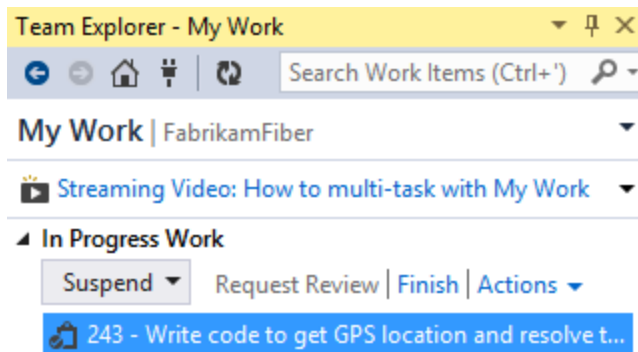 Team Explorer - My Work
Search Work Items (Ctrl+')
My Work | FabrikamFiber
Streaming Video: How to multi-task with My Work
In Progress Work
Suspend Request Review | Finish | Actions
243 - Write code to get GPS location and resolve t...